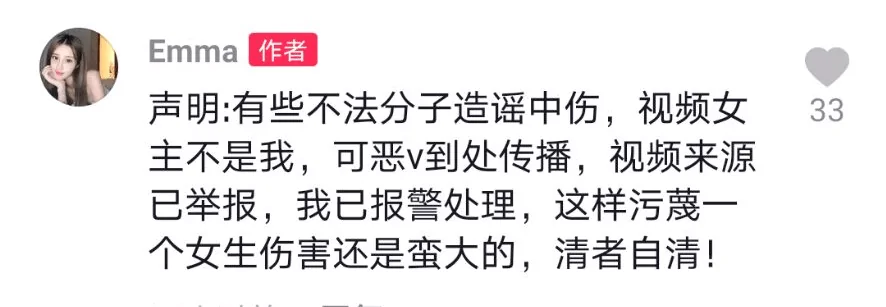 Emma 作者
声明:有些不法分子造谣中伤，视频女
主不是我，可恶v到处传播，视频来源
已举报，我已报警处理，这样污蔑一
个女生伤害还是蛮大的，清者自清！
33